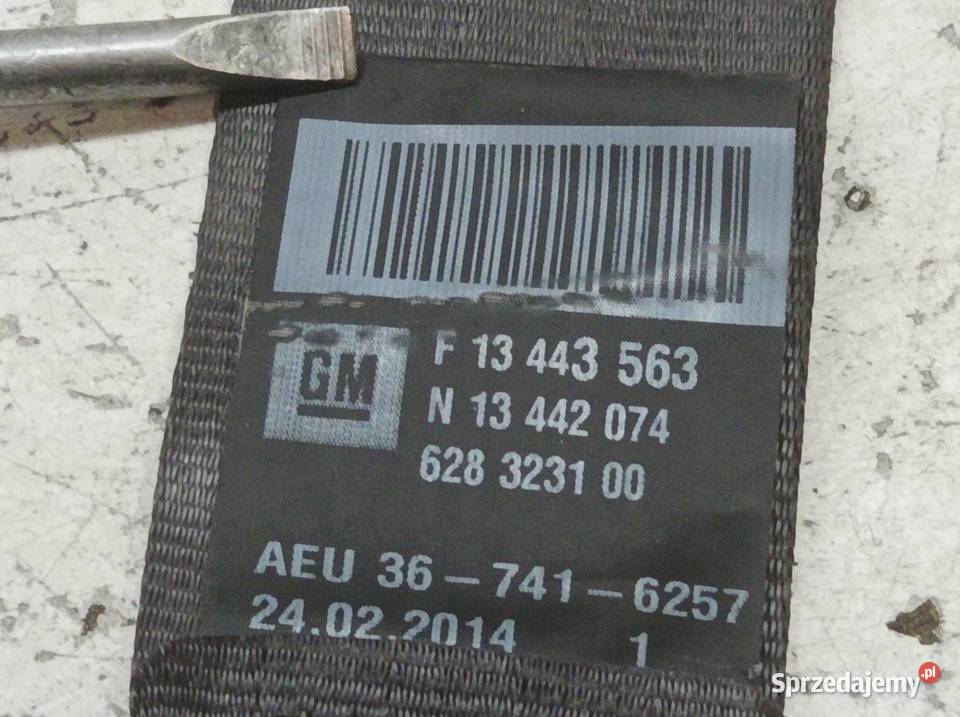 GM
F 13 443 563
N 13 442 074
628 3231 00
AEU 36-741-6257
24.02.2014 1
Sprzedajemy.pl